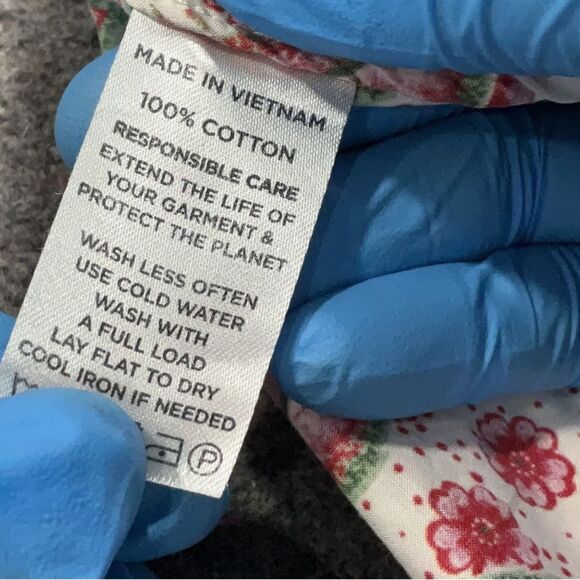 MADE IN VIETNAM
100% COTTON
RESPONSIBLE CARE
EXTEND THE LIFE OF
YOUR GARMENT &
PROTECT THE PLANET
WASH LESS OFTEN
USE COLD WATER
WASH WITH
A FULL LOAD
LAY FLAT TO DRY
COOL IRON IF NEEDED
P